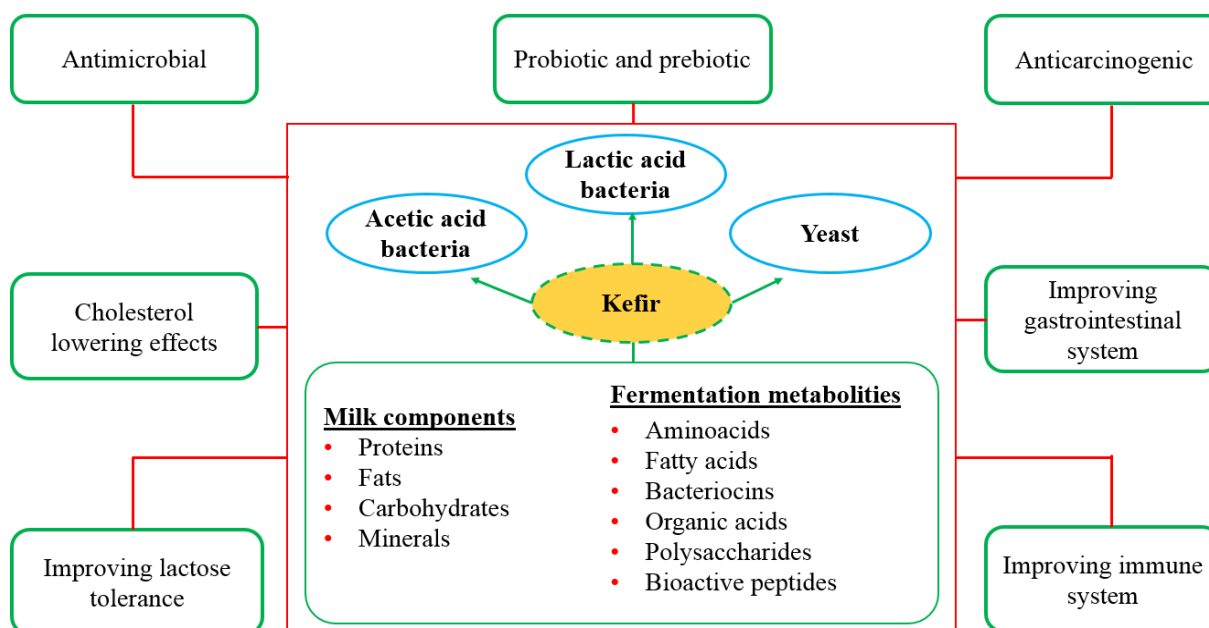 Antimicrobial
Probiotic and prebiotic
Anticarcinogenic
Lactic acid
bacteria
Acetic acid
bacteria
Yeast
Kefir
Cholesterol
lowering effects
Improving
gastrointestinal
system
Milk components
• Proteins
• Fats
• Carbohydrates
• Minerals
Fermentation metabolities
• Aminoacids
• Fatty acids
• Bacteriocins
• Organic acids
• Polysaccharides
• Bioactive peptides
Improving lactose
tolerance
Improving immune
system